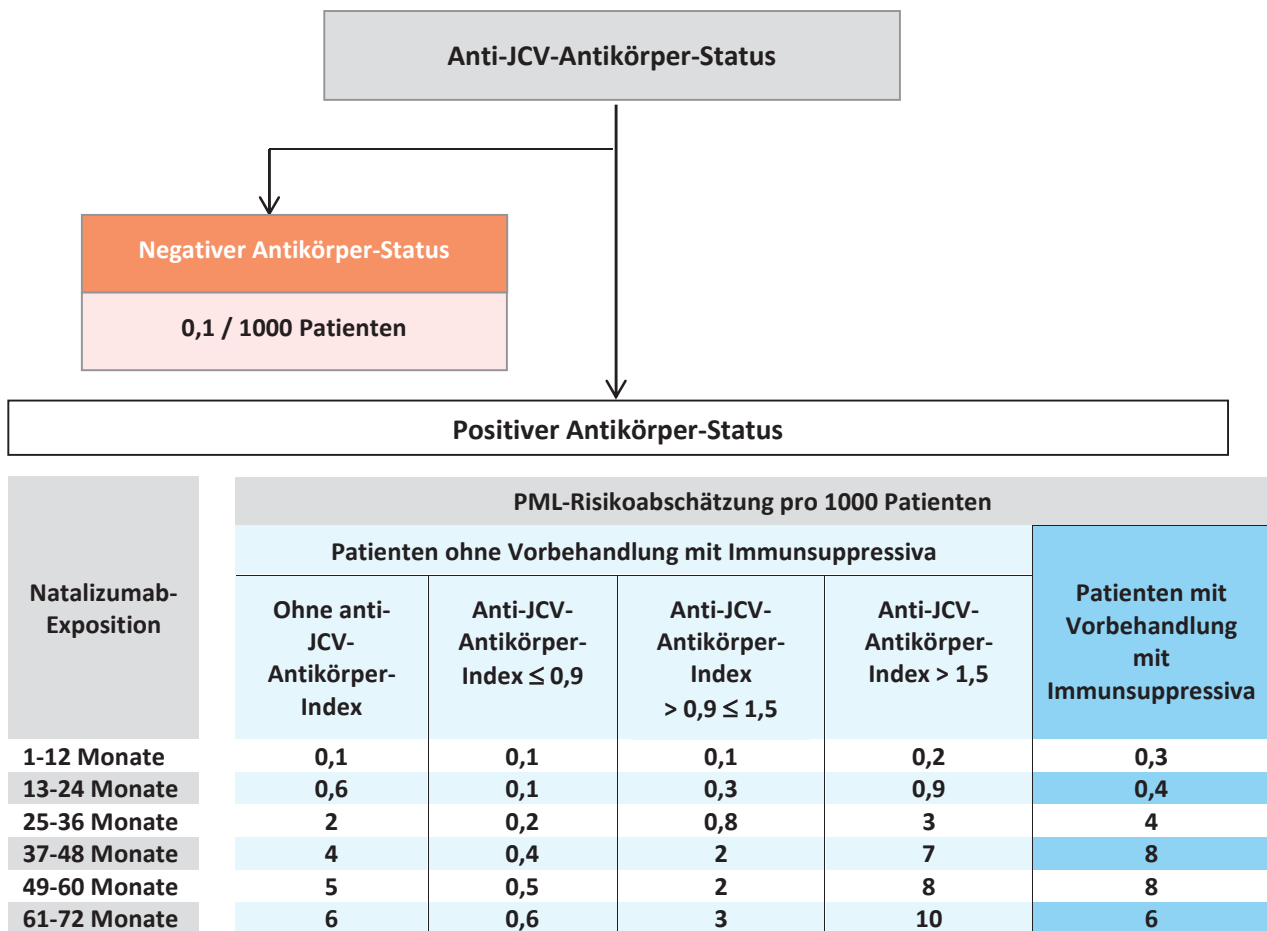 Anti-JCV-Antikörper-Status
Negativer Antikörper-Status
0,1 / 1000 Patienten
Positiver Antikörper-Status
Natalizumab-
Exposition
PML-Risikoabschätzung pro 1000 Patienten
Patienten ohne Vorbehandlung mit Immunsuppressiva
Ohne anti-
JCV-
Antikörper-
Index
Anti-JCV-
Antikörper-
Index ≤ 0,9
Anti-JCV-
Antikörper-
Index
> 0,9 ≤ 1,5
Anti-JCV-
Antikörper-
Index > 1,5
Patienten mit
Vorbehandlung
mit
Immunsuppressiva
1-12 Monate 0,1 0,1 0,1 0,2 0,3
13-24 Monate 0,6 0,1 0,3 0,9 0,4
25-36 Monate 2 0,2 0,8 3 4
37-48 Monate 4 0,4 2 7 8
49-60 Monate 5 0,5 2 8 8
61-72 Monate 6 0,6 3 10 6